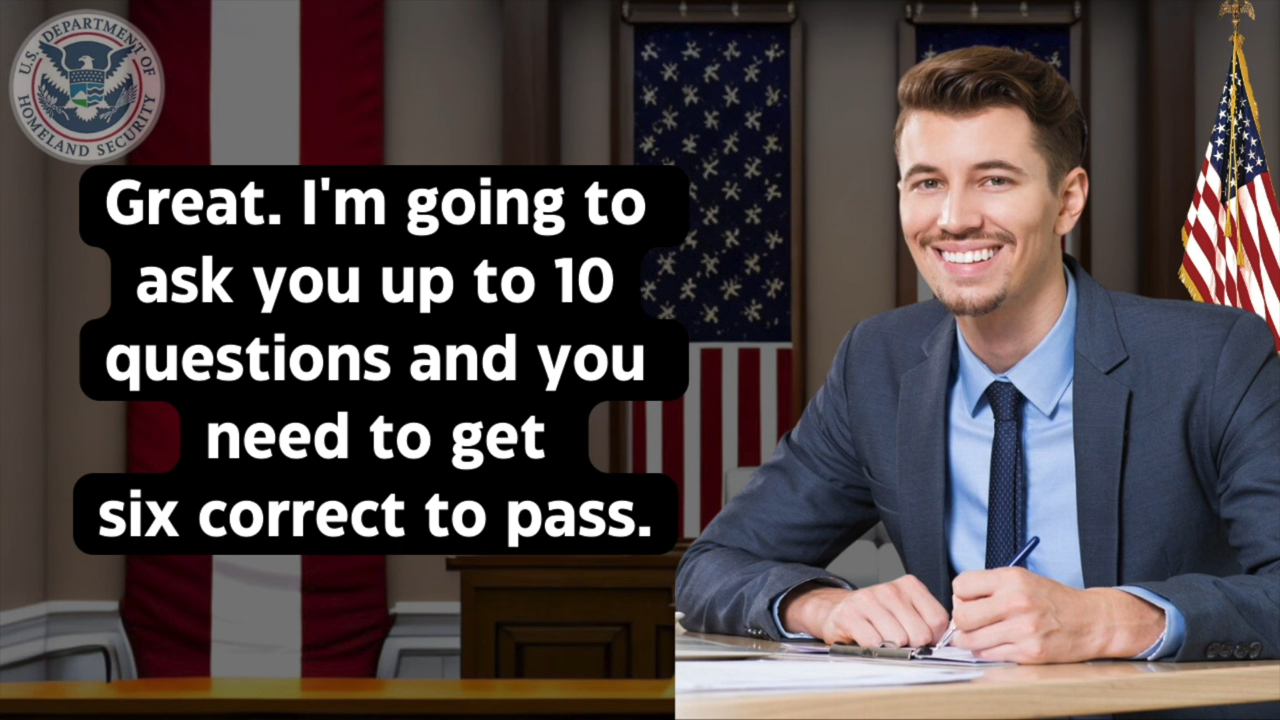 U.S. DEPARTMENT OF
HOMELAND SECURITY
Great. I'm going to
ask you up to 10
questions and you
need to get
six correct to pass.